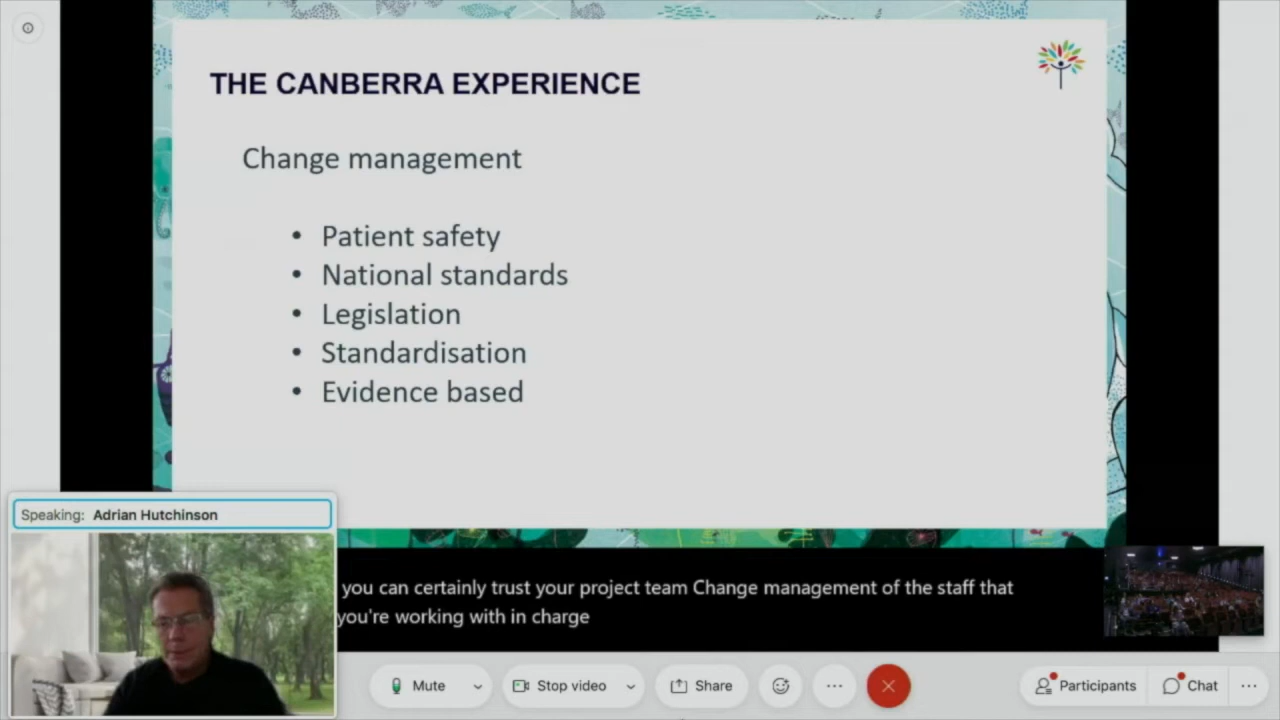 THE CANBERRA EXPERIENCE
Change management
• Patient safety
• National standards
• Legislation
• Standardisation
• Evidence based
Speaking: Adrian Hutchinson
you can certainly trust your project team Change management of the staff that
you're working with in charge
Mute
Stop video
Share
Participants
Chat